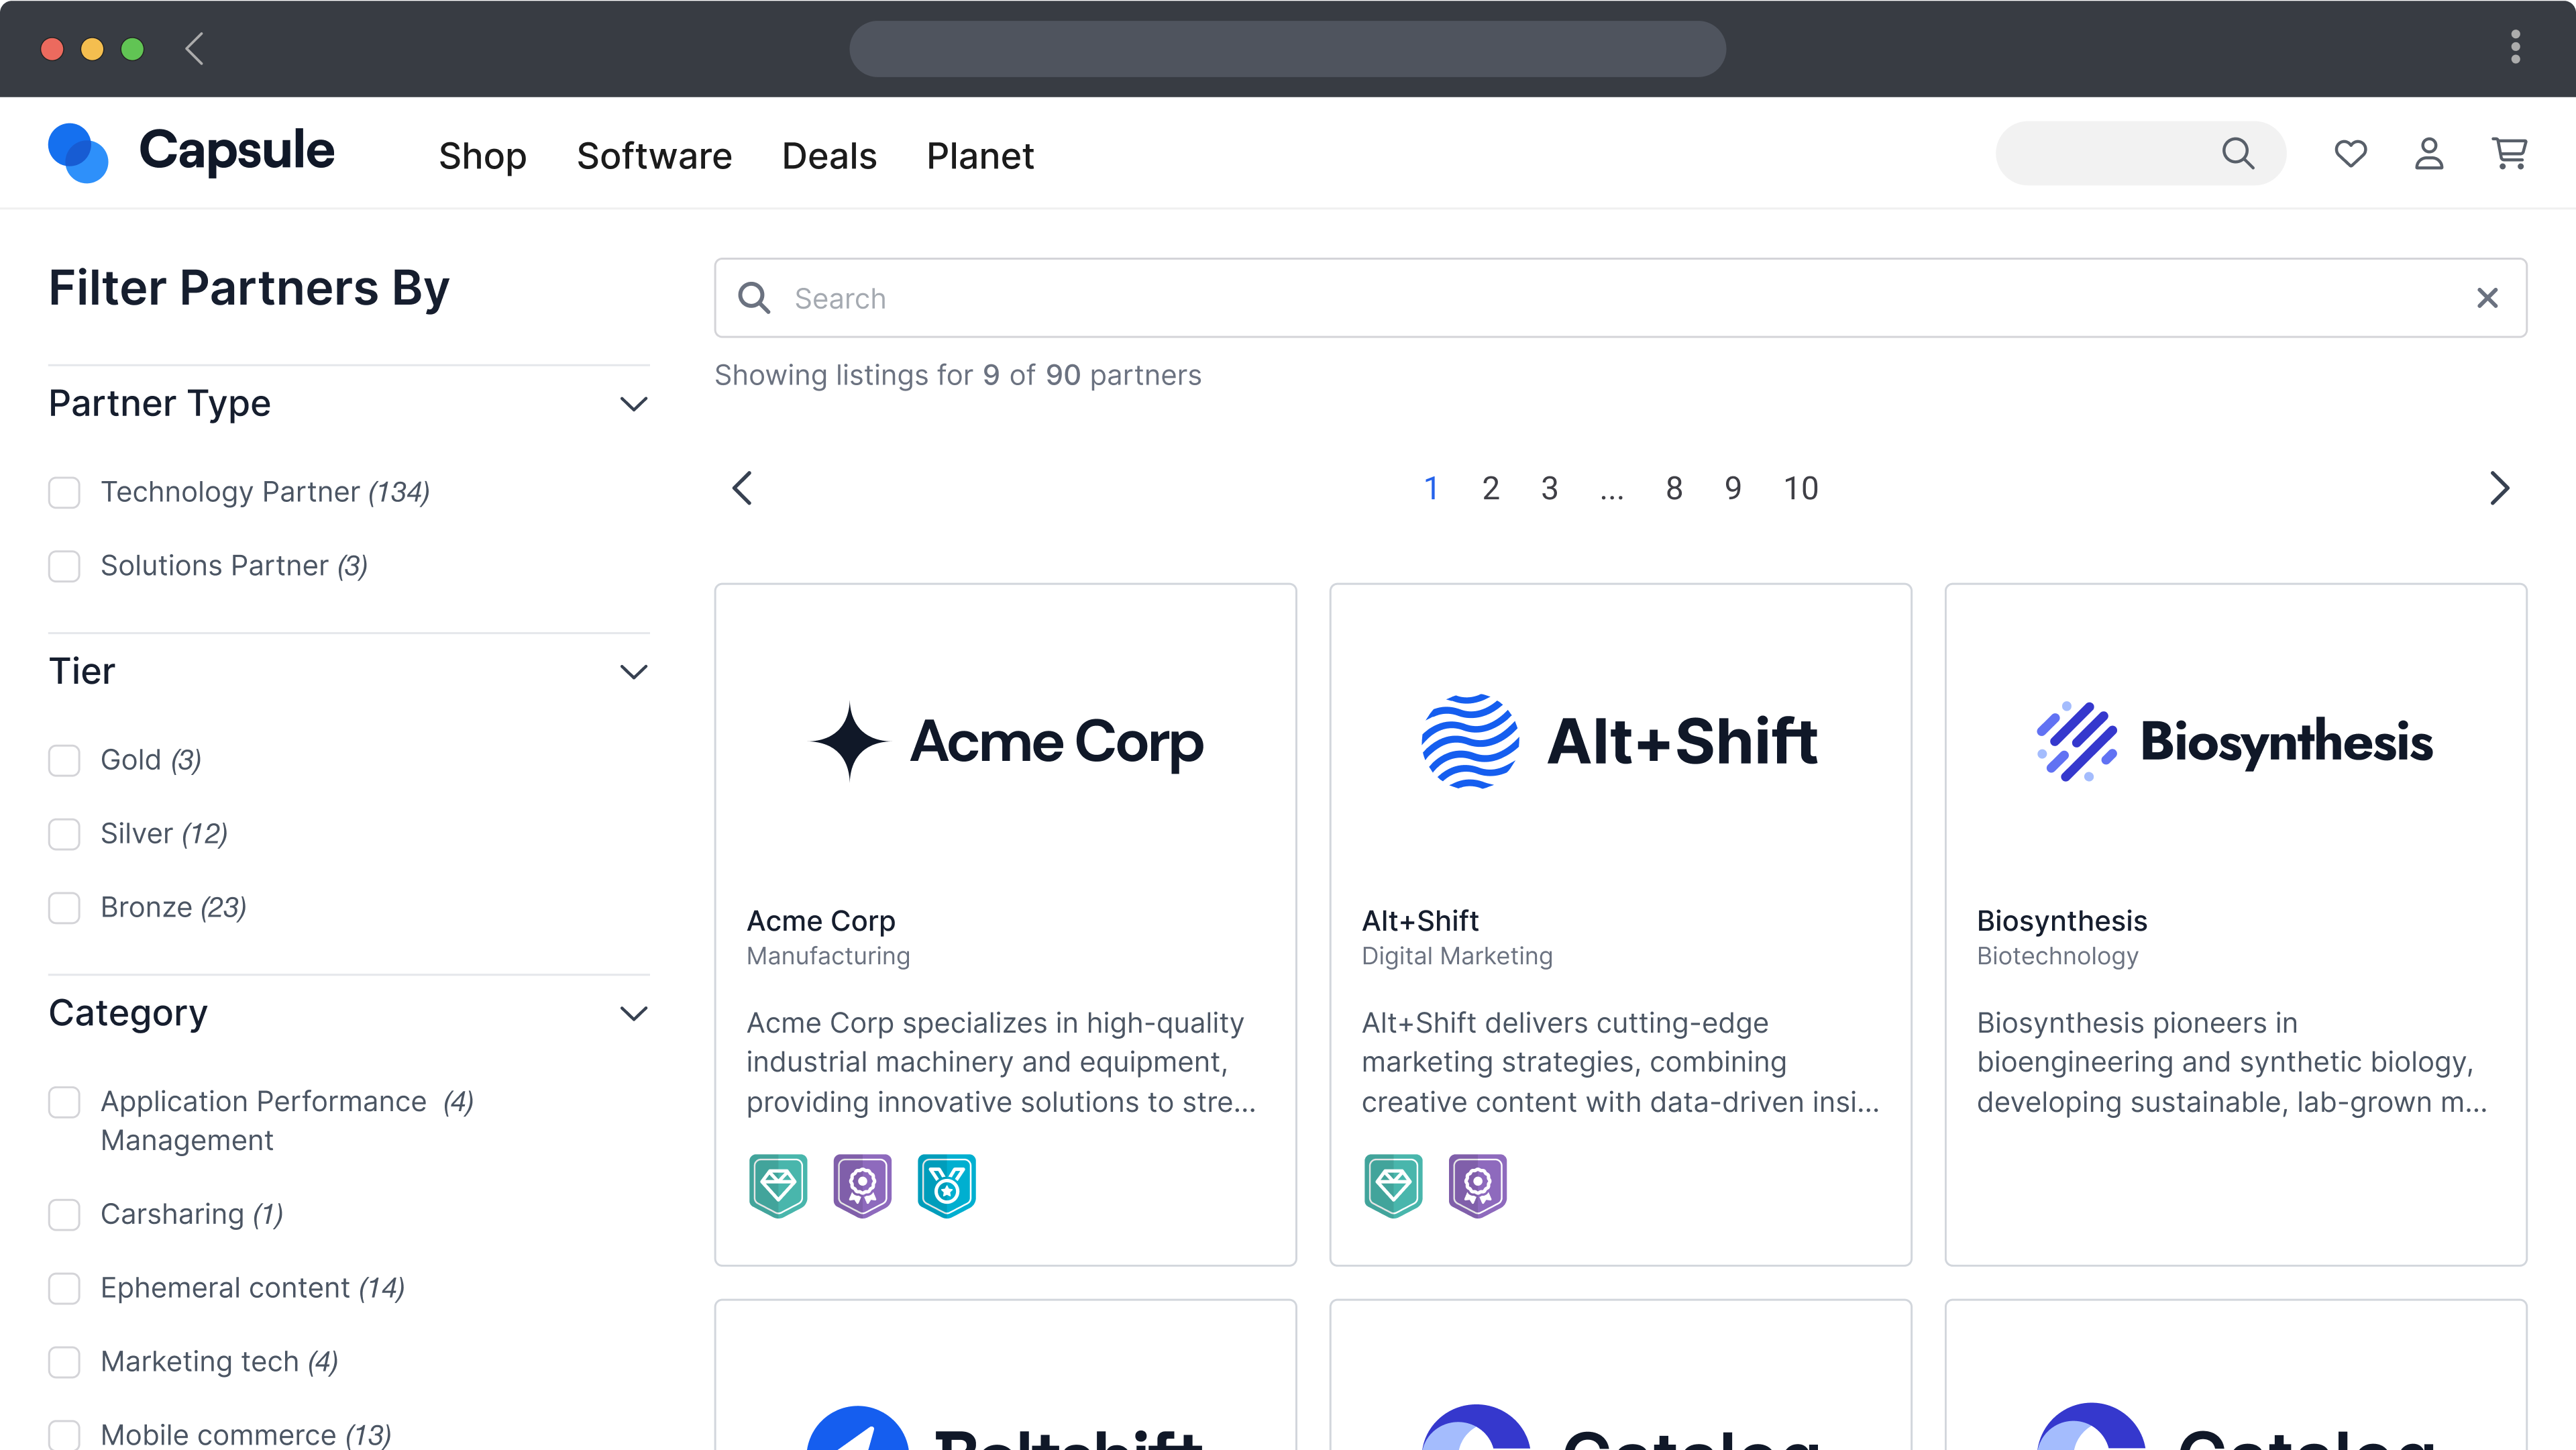 Capsule
Shop Software Deals Planet
Filter Partners By
Partner Type
Technology Partner (134)
Solutions Partner (3)
Tier
Gold (3)
Silver (12)
Bronze (23)
Category
Application Performance (4)
Management
Carsharing (1)
Ephemeral content (14)
Marketing tech (4)
Mobile commerce (13)
Search
Showing listings for 9 of 90 partners
1 2 3 ... 8 9 10
Acme Corp
Acme Corp
Manufacturing
Acme Corp specializes in high-quality
industrial machinery and equipment,
providing innovative solutions to stre...
Alt+Shift
Alt+Shift
Digital Marketing
Alt+Shift delivers cutting-edge
marketing strategies, combining
creative content with data-driven insi...
Biosynthesis
Biosynthesis
Biotechnology
Biosynthesis pioneers in
bioengineering and synthetic biology,
developing sustainable, lab-grown m...
Boltshift
Catalog
Catalog